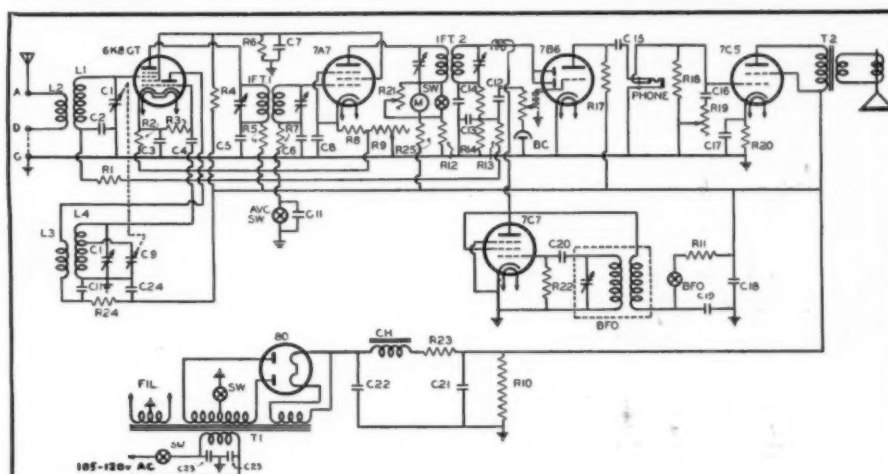 6K8GT
R6
C7
7A7
IFT.2
7B6
C15
7C5
T2
L1
L2
C1
R4
IFT1
R21
SW
M
C14
C12
R17
PHONE
R18
C16
R19
A
D
G
C2
R2
R3
C3
C4
C5
R5
R7
C6
C8
R8
R9
R25
R12
C13
R14
R13
BC
C17
R20
R1
AVC
SW
C11
L3
L4
C1
C9
C11
C24
R24
7C7
C20
R22
BFO
R11
BFO
C19
C18
80
CH
R23
FIL
SW
C22
C21
R10
T1
SW
105-120v AC
C23
C23